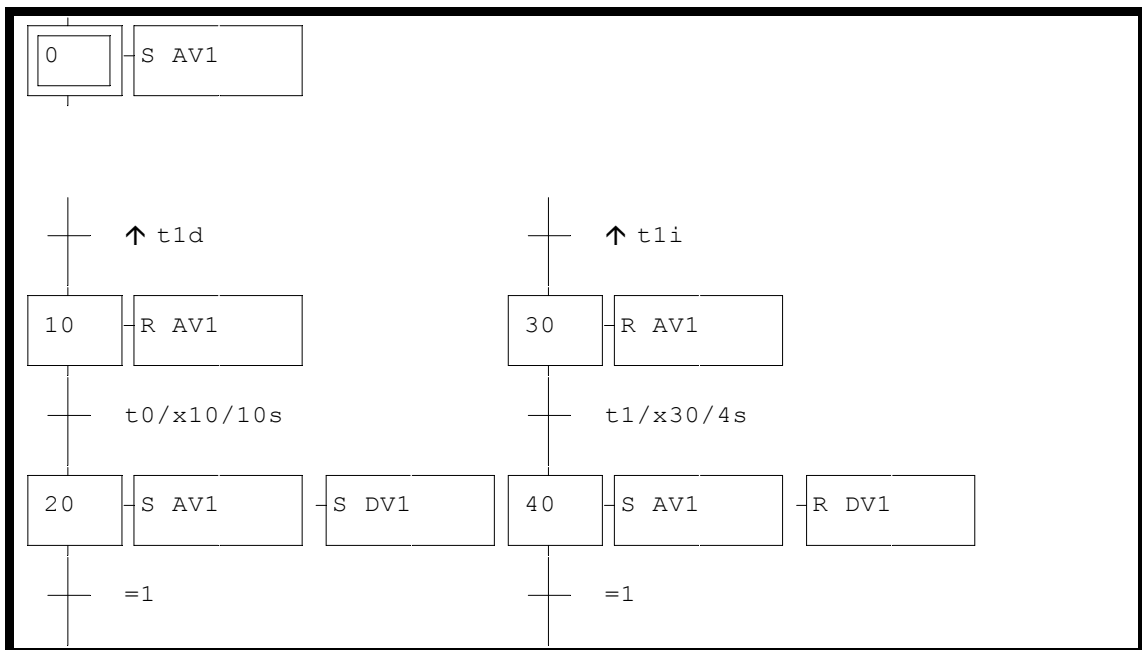 0 S AV1
↑ t1d ↑ t1i
10 R AV1 30 R AV1
t0/x10/10s t1/x30/4s
20 S AV1 S DV1 40 S AV1 R DV1
=1 =1